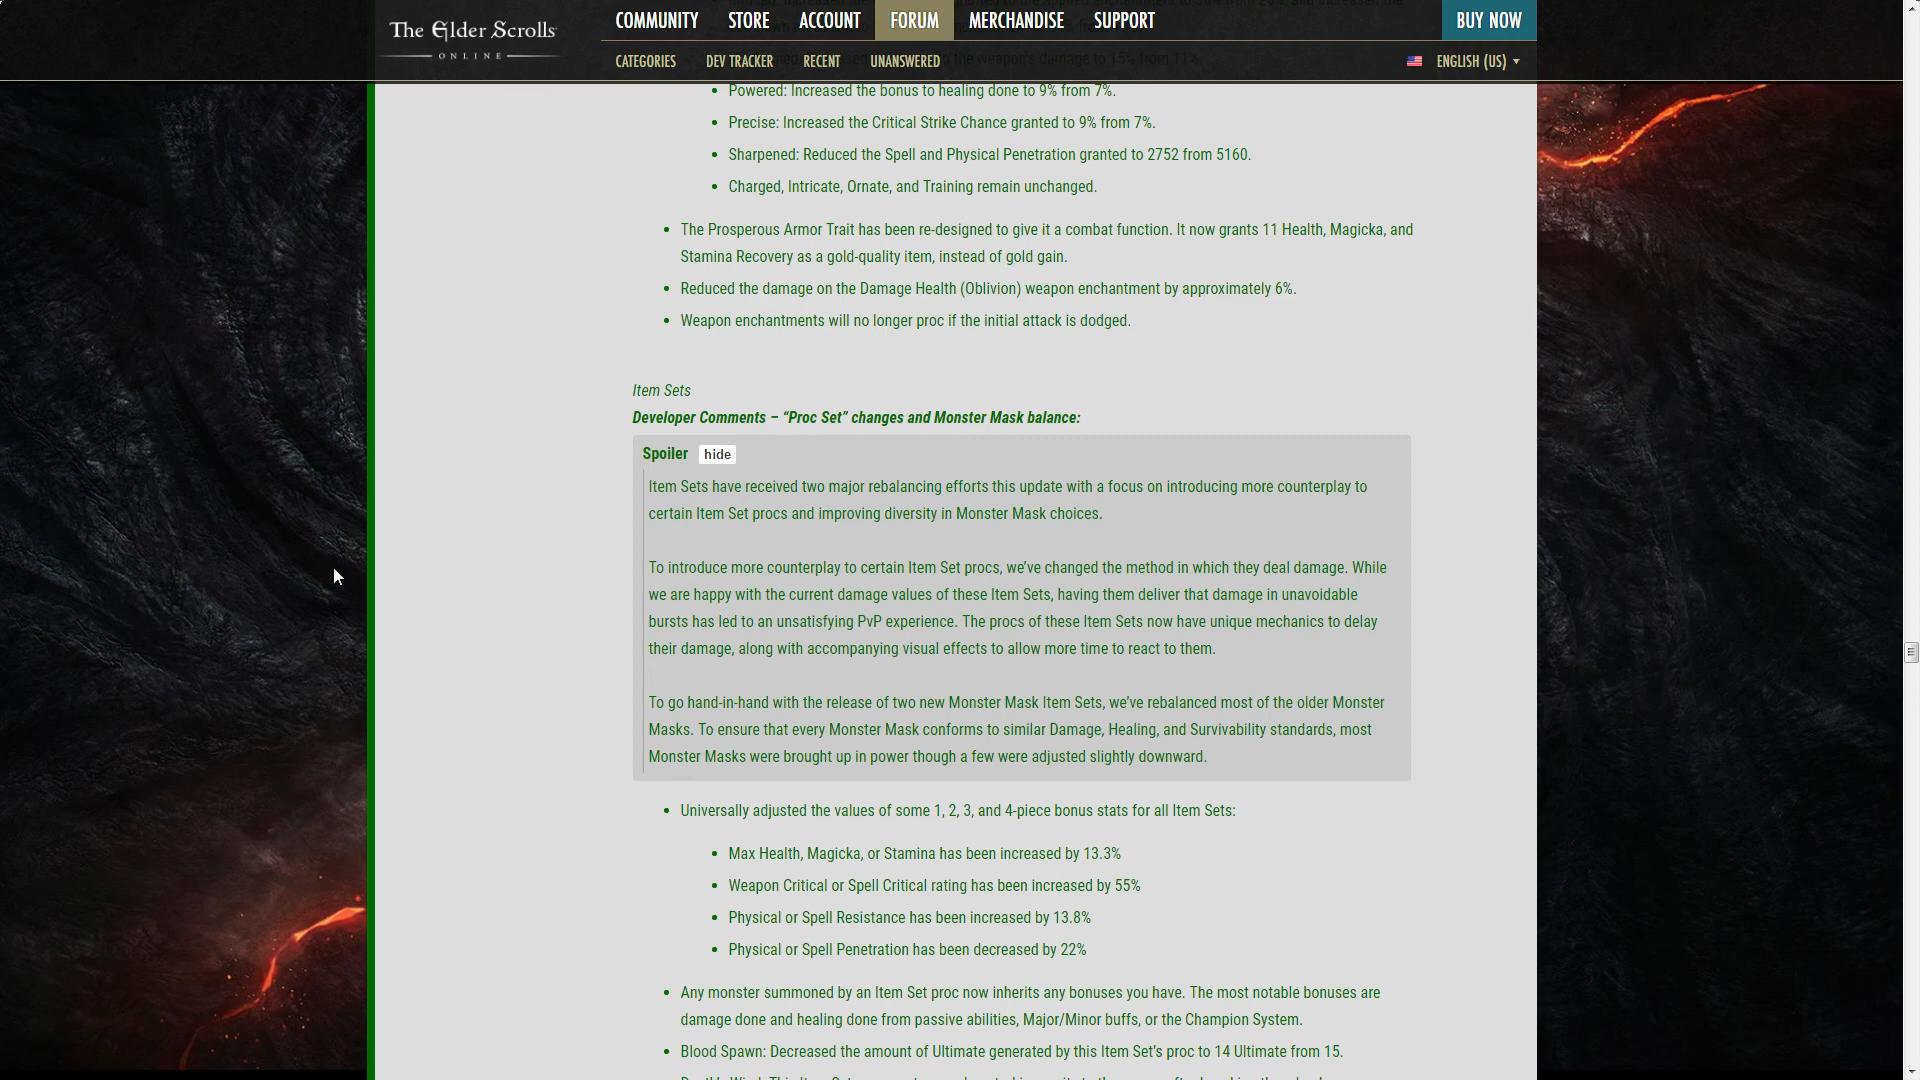 The Elder Scrolls
ONLINE
COMMUNITY STORE ACCOUNT FORUM MERCHANDISE SUPPORT BUY NOW
CATEGORIES DEV TRACKER RECENT UNANSWERED ENGLISH (US)
the weapon's damage to 15% from 11%.
Powered: Increased the bonus to healing done to 9% from 7%.
Precise: Increased the Critical Strike Chance granted to 9% from 7%.
Sharpened: Reduced the Spell and Physical Penetration granted to 2752 from 5160.
Charged, Intricate, Ornate, and Training remain unchanged.
The Prosperous Armor Trait has been re-designed to give it a combat function. It now grants 11 Health, Magicka, and
Stamina Recovery as a gold-quality item, instead of gold gain.
Reduced the damage on the Damage Health (Oblivion) weapon enchantment by approximately 6%.
Weapon enchantments will no longer proc if the initial attack is dodged.
Item Sets
Developer Comments – “Proc Set” changes and Monster Mask balance:
Spoiler hide
Item Sets have received two major rebalancing efforts this update with a focus on introducing more counterplay to
certain Item Set procs and improving diversity in Monster Mask choices.
To introduce more counterplay to certain Item Set procs, we’ve changed the method in which they deal damage. While
we are happy with the current damage values of these Item Sets, having them deliver that damage in unavoidable
bursts has led to an unsatisfying PvP experience. The procs of these Item Sets now have unique mechanics to delay
their damage, along with accompanying visual effects to allow more time to react to them.
To go hand-in-hand with the release of two new Monster Mask Item Sets, we’ve rebalanced most of the older Monster
Masks. To ensure that every Monster Mask conforms to similar Damage, Healing, and Survivability standards, most
Monster Masks were brought up in power though a few were adjusted slightly downward.
Universally adjusted the values of some 1, 2, 3, and 4-piece bonus stats for all Item Sets:
Max Health, Magicka, or Stamina has been increased by 13.3%
Weapon Critical or Spell Critical rating has been increased by 55%
Physical or Spell Resistance has been increased by 13.8%
Physical or Spell Penetration has been decreased by 22%
Any monster summoned by an Item Set proc now inherits any bonuses you have. The most notable bonuses are
damage done and healing done from passive abilities, Major/Minor buffs, or the Champion System.
Blood Spawn: Decreased the amount of Ultimate generated by this Item Set’s proc to 14 Ultimate from 15.